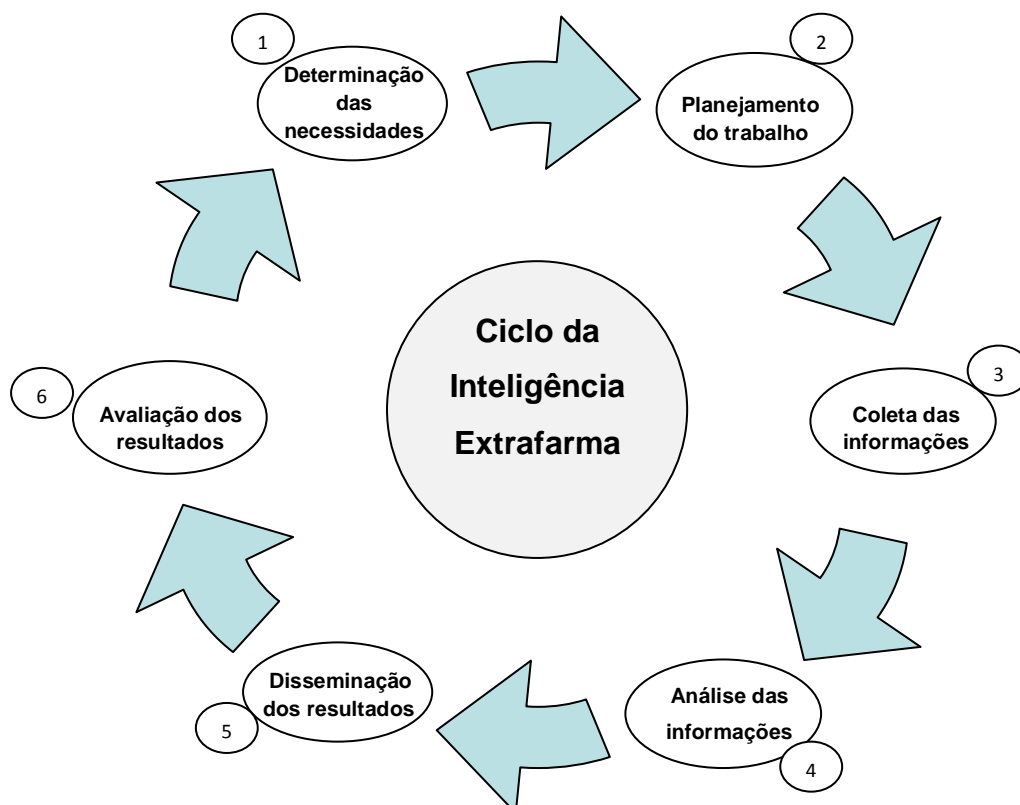 1
Determinação
das
necessidades
2
Planejamento
do trabalho
3
Coleta das
informações
4
Análise das
informações
5
Disseminação
dos resultados
6
Avaliação dos
resultados
Ciclo da
Inteligência
Extrafarma